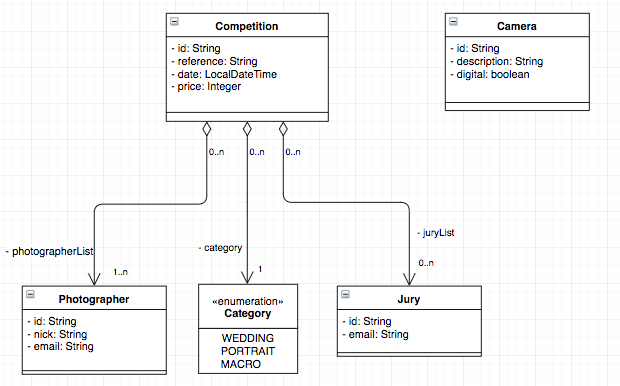 Competition
- id: String
- reference: String
- date: LocalDateTime
- price: Integer
Camera
- id: String
- description: String
- digital: boolean
0..n
0..n
0..n
- photographerList
- category
- juryList
1..n
1
0..n
Photographer
- id: String
- nick: String
- email: String
«enumeration»
Category
WEDDING
PORTRAIT
MACRO
Jury
- id: String
- email: String